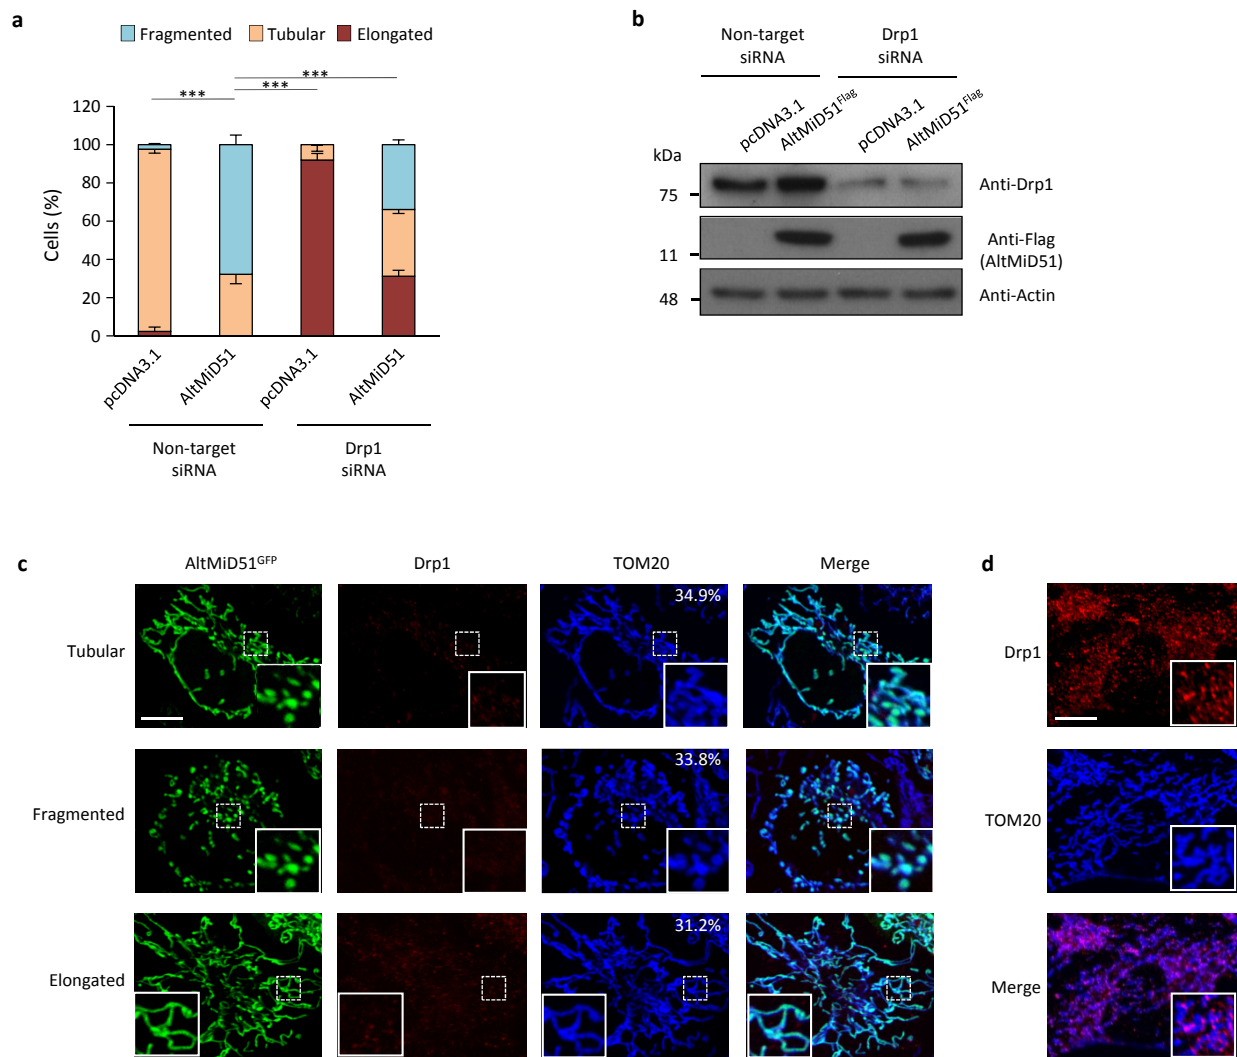 a
Fragmented Tubular Elongated
***
***
***
120
100
80
60
40
20
0
Cells (%)
pcDNA3.1
AltMiD51
pcDNA3.1
AltMiD51
Non-target
siRNA
Drp1
siRNA
b
Non-target
siRNA
Drp1
siRNA
pcDNA3.1
AltMiD51Flag
pCDNA3.1
AltMiD51Flag
kDa
75
Anti-Drp1
11
Anti-Flag
(AltMiD51)
48
Anti-Actin
c
AltMiD51GFP Drp1 TOM20 Merge
Tubular
34.9%
Fragmented
33.8%
Elongated
31.2%
d
Drp1
TOM20
Merge